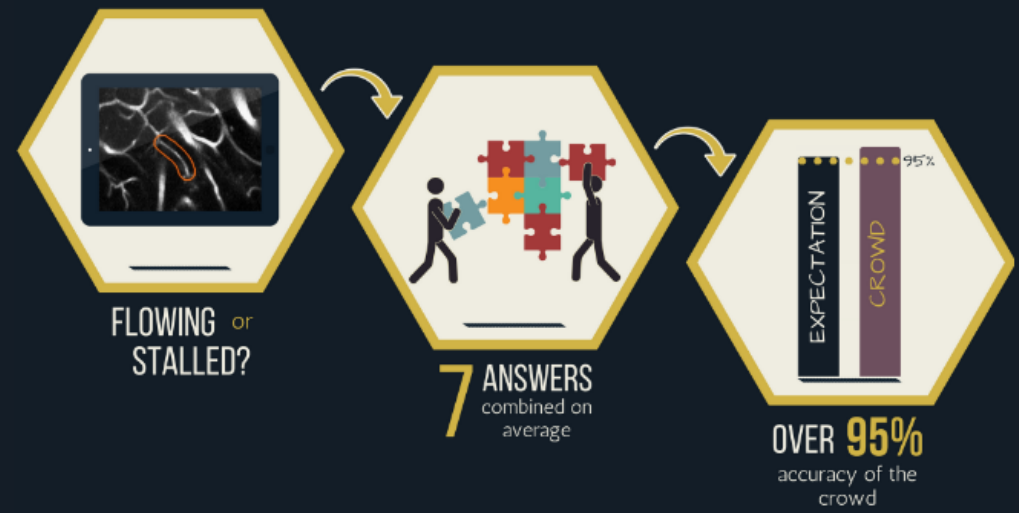 FLOWING or
STALLED?
7 ANSWERS
combined on
average
95%
EXPECTATION
CROWD
OVER 95%
accuracy of the
crowd